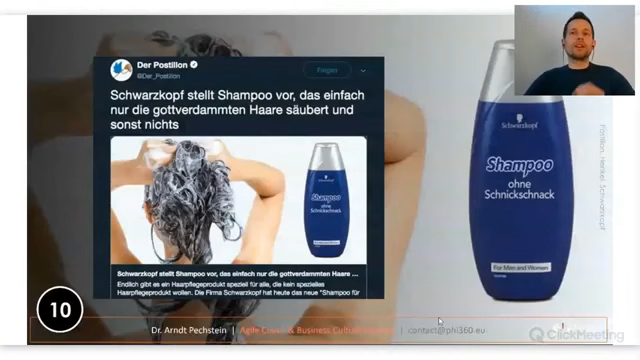 Der Postillon
@Der_Postillon
Folgen
Schwarzkopf stellt Shampoo vor, das einfach
nur die gottverdammten Haare säubert und
sonst nichts
Schwarzkopf
Shampoo
ohne
Schnickschnack
Schwarzkopf stellt Shampoo vor, das einfach nur die gottverdammten Haare ...
Endlich gibt es ein Haarpflegeprodukt speziell für alle, die kein spezielles
Haarpflegeprodukt wollen. Die Firma Schwarzkopf hat heute das neue "Shampoo für
Schwarzkopf
Shampoo
ohne
Schnickschnack
For Men and Women
Postillon, Henkel, Schwarzkopf
10
Dr. Arndt Pechstein | Agile Coach & Business Culture | contact@phi360.eu
ClickMeeting